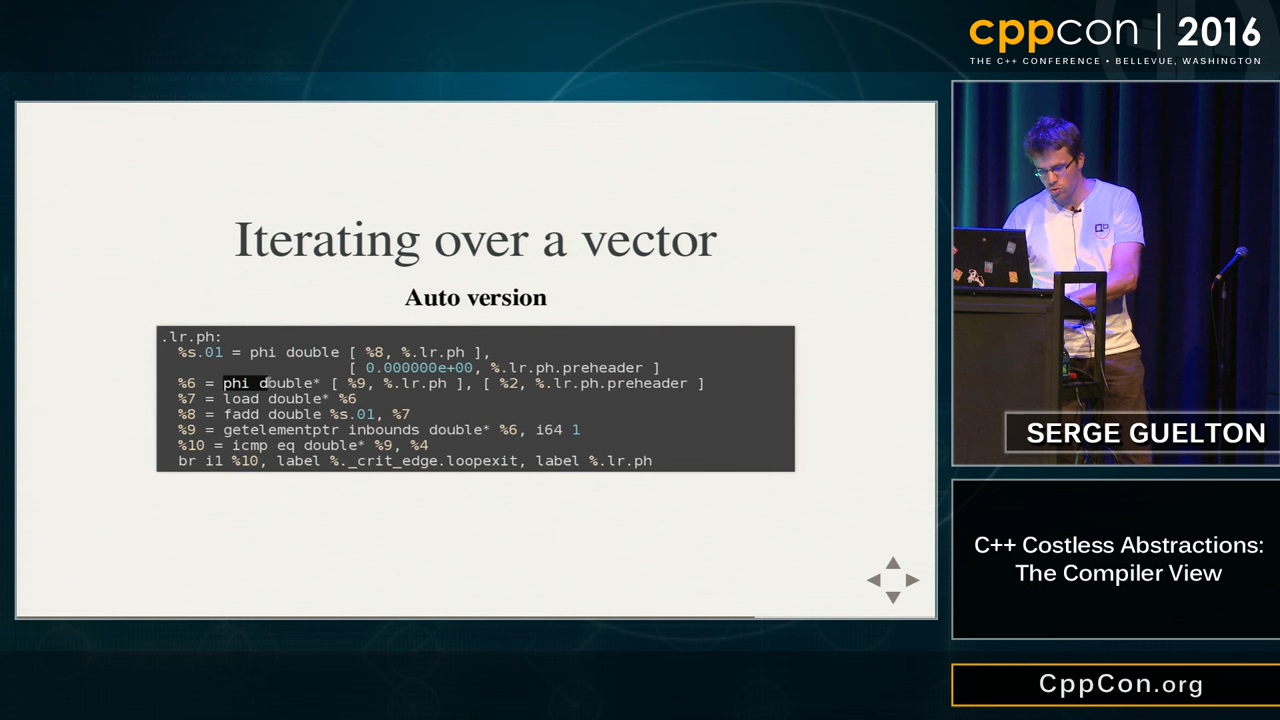 cppcon | 2016
THE C++ CONFERENCE • BELLEVUE, WASHINGTON
Iterating over a vector
Auto version
.lr.ph:
%s.01 = phi double [ %8, %.lr.ph ],
[ 0.000000e+00, %.lr.ph.preheader ]
%6 = phi double* [ %9, %.lr.ph ], [ %2, %.lr.ph.preheader ]
%7 = load double* %6
%8 = fadd double %s.01, %7
%9 = getelementptr inbounds double* %6, i64 1
%10 = icmp eq double* %9, %4
br i1 %10, label %._crit_edge.loopexit, label %.lr.ph
SERGE GUELTON
C++ Costless Abstractions:
The Compiler View
CppCon.org